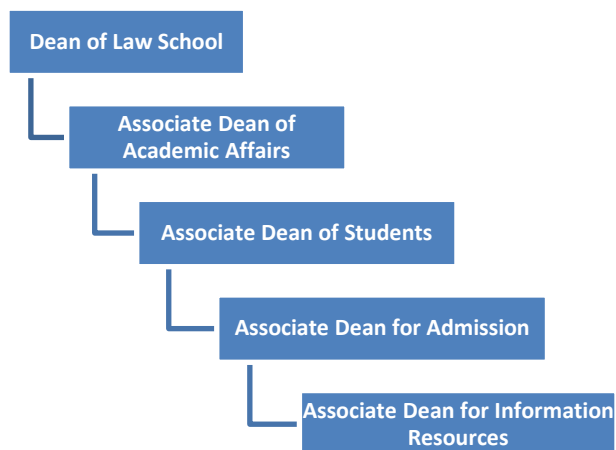 Dean of Law School
Associate Dean of
Academic Affairs
Associate Dean of Students
Associate Dean for Admission
Associate Dean for Information
Resources